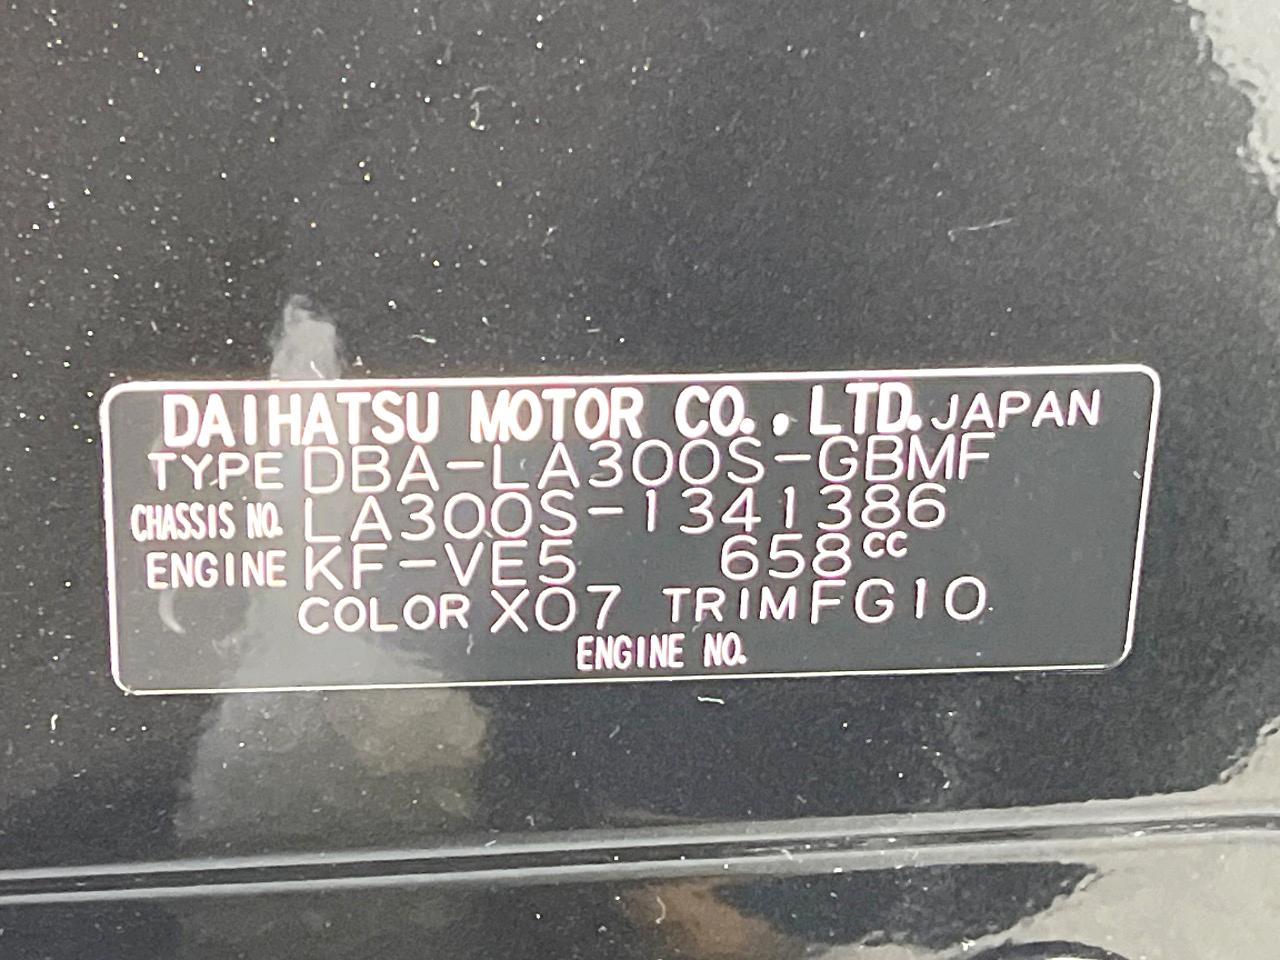 DAIHATSU MOTOR CO., LTD. JAPAN
TYPE DBA-LA300S-GBMF
CHASSIS NO. LA300S-1341386
ENGINE KF-VE5 658cc
COLOR X07 TRIM FG10
ENGINE NO.